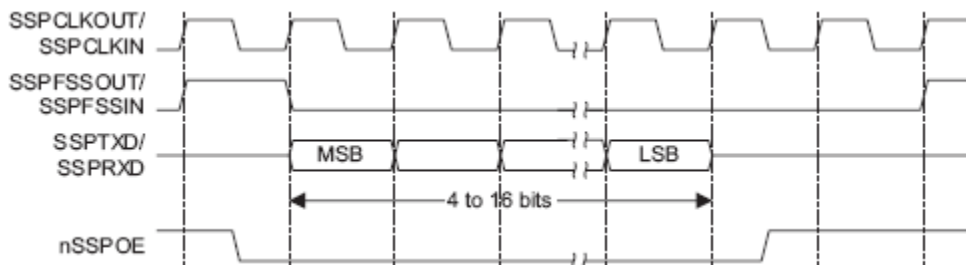 SSPCLKOUT/
SSPCLKIN
SSPFSSOUT/
SSPFSSIN
SSPTXD/
SSPRXD
MSB
LSB
4 to 16 bits
nSSPOE